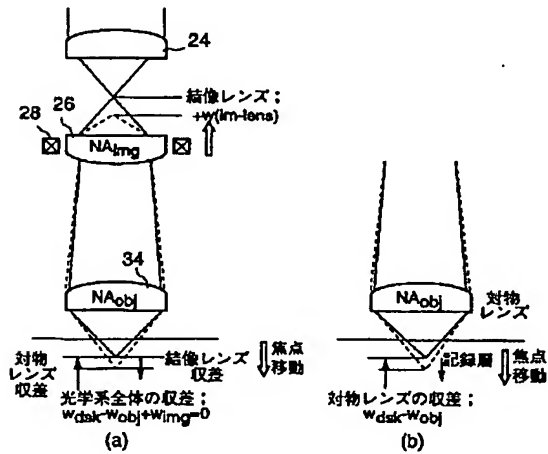 24
結像レンズ;
+w(im-lens)
26
28
NAimg
34
NAobj
対物
レンズ
収差
結像レンズ
収差
焦点
移動
光学系全体の収差;
wdsk-wobj+wimg=0
(a)
NAobj
対物
レンズ
記録層
焦点
移動
対物レンズの収差;
wdsk-wobj
(b)